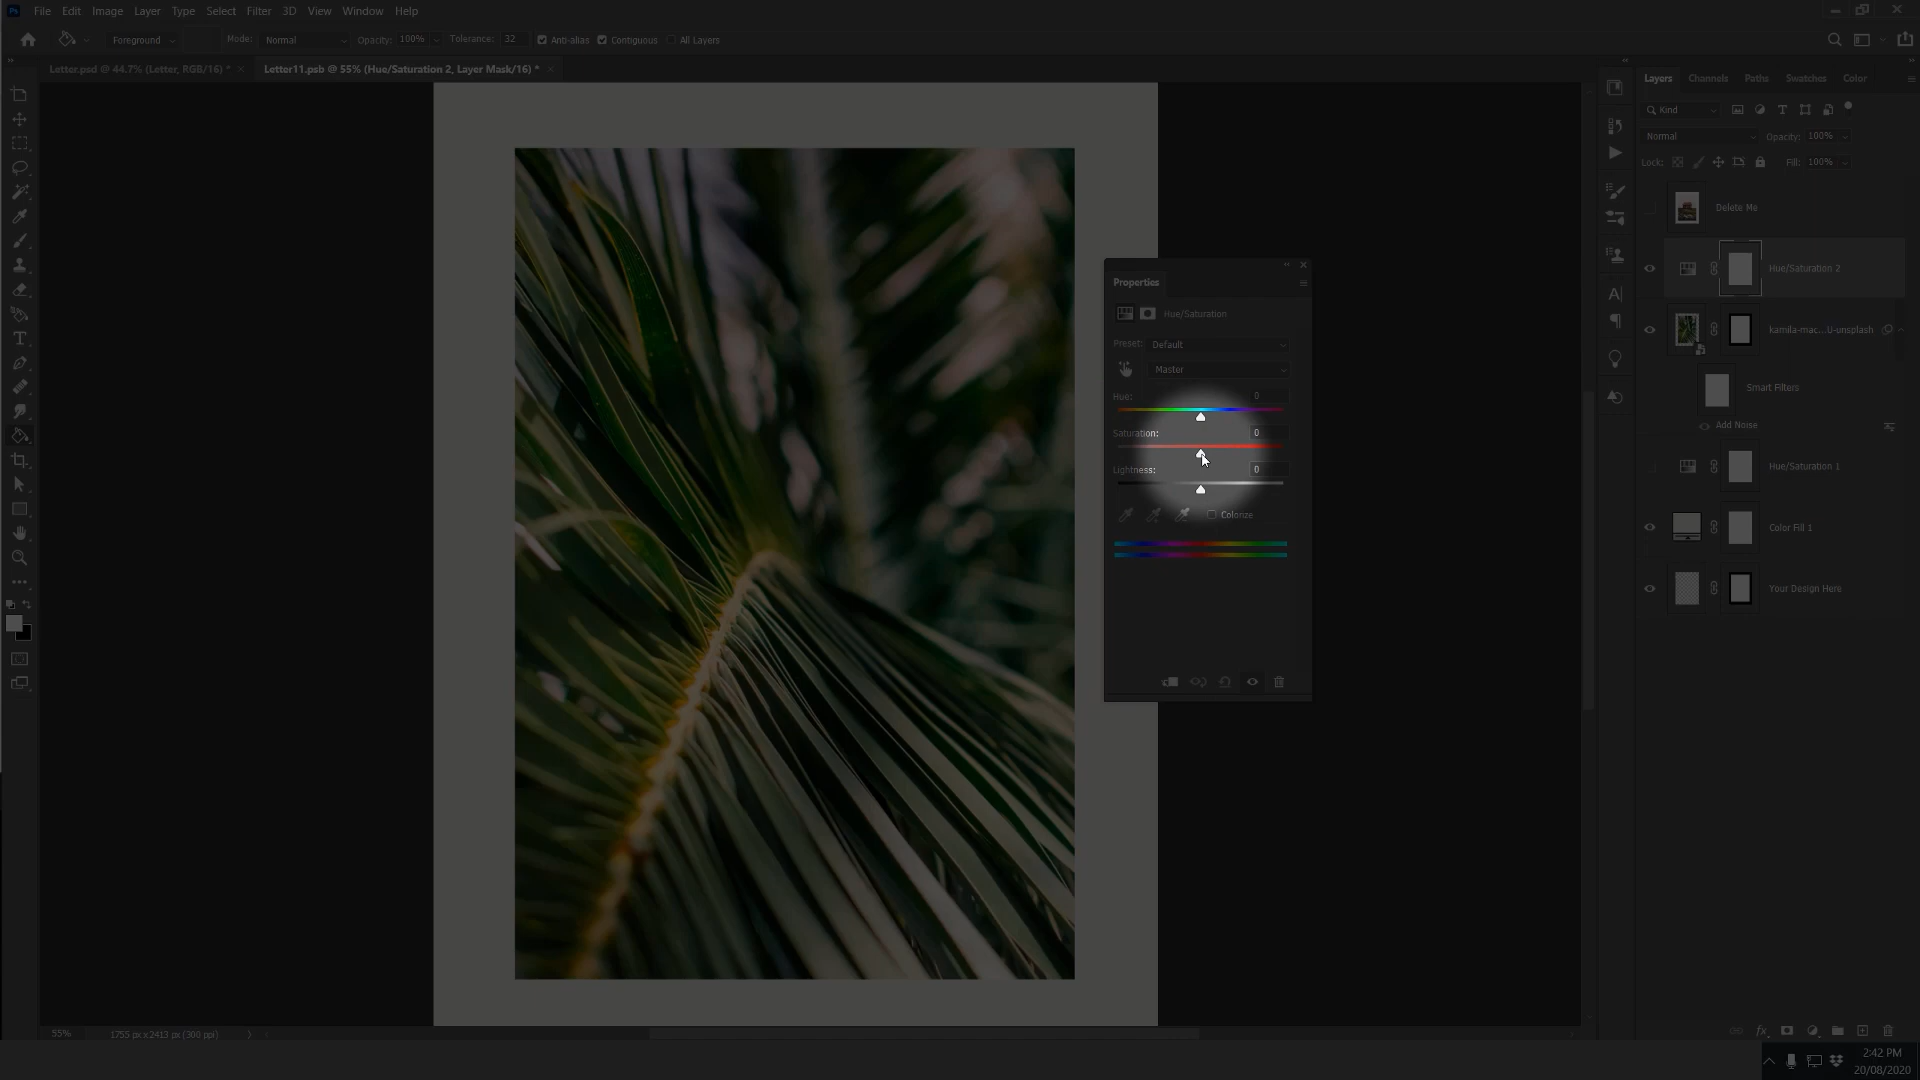 Ps File Edit Image Layer Type Select Filter 3D View Window Help
Foreground Mode: Normal Opacity: 100% Tolerance: 32 Anti-alias Contiguous All Layers
Letter.psd @ 44.7% (Letter, RGB/16) * Letter11.psb @ 55% (Hue/Saturation 2, Layer Mask/16) *
Layers Channels Paths Swatches Color
Kind
Normal Opacity: 100%
Lock: Fill: 100%
Delete Me
Hue/Saturation 2
kamila-mac...U-unsplash
Smart Filters
Add Noise
Hue/Saturation 1
Color Fill 1
Your Design Here
Properties
Hue/Saturation
Preset: Default
Master
Hue: 0
Saturation: 0
Lightness: 0
Colorize
55% 1755 px x 2413 px (300 ppi)
fx
2:42 PM
20/08/2020